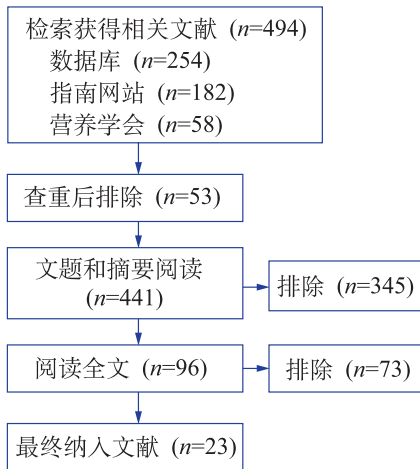 检索获得相关文献 (n=494)
数据库 (n=254)
指南网站 (n=182)
营养学会 (n=58)
查重后排除 (n=53)
文题和摘要阅读
(n=441)
排除 (n=345)
阅读全文 (n=96)
排除 (n=73)
最终纳入文献 (n=23)